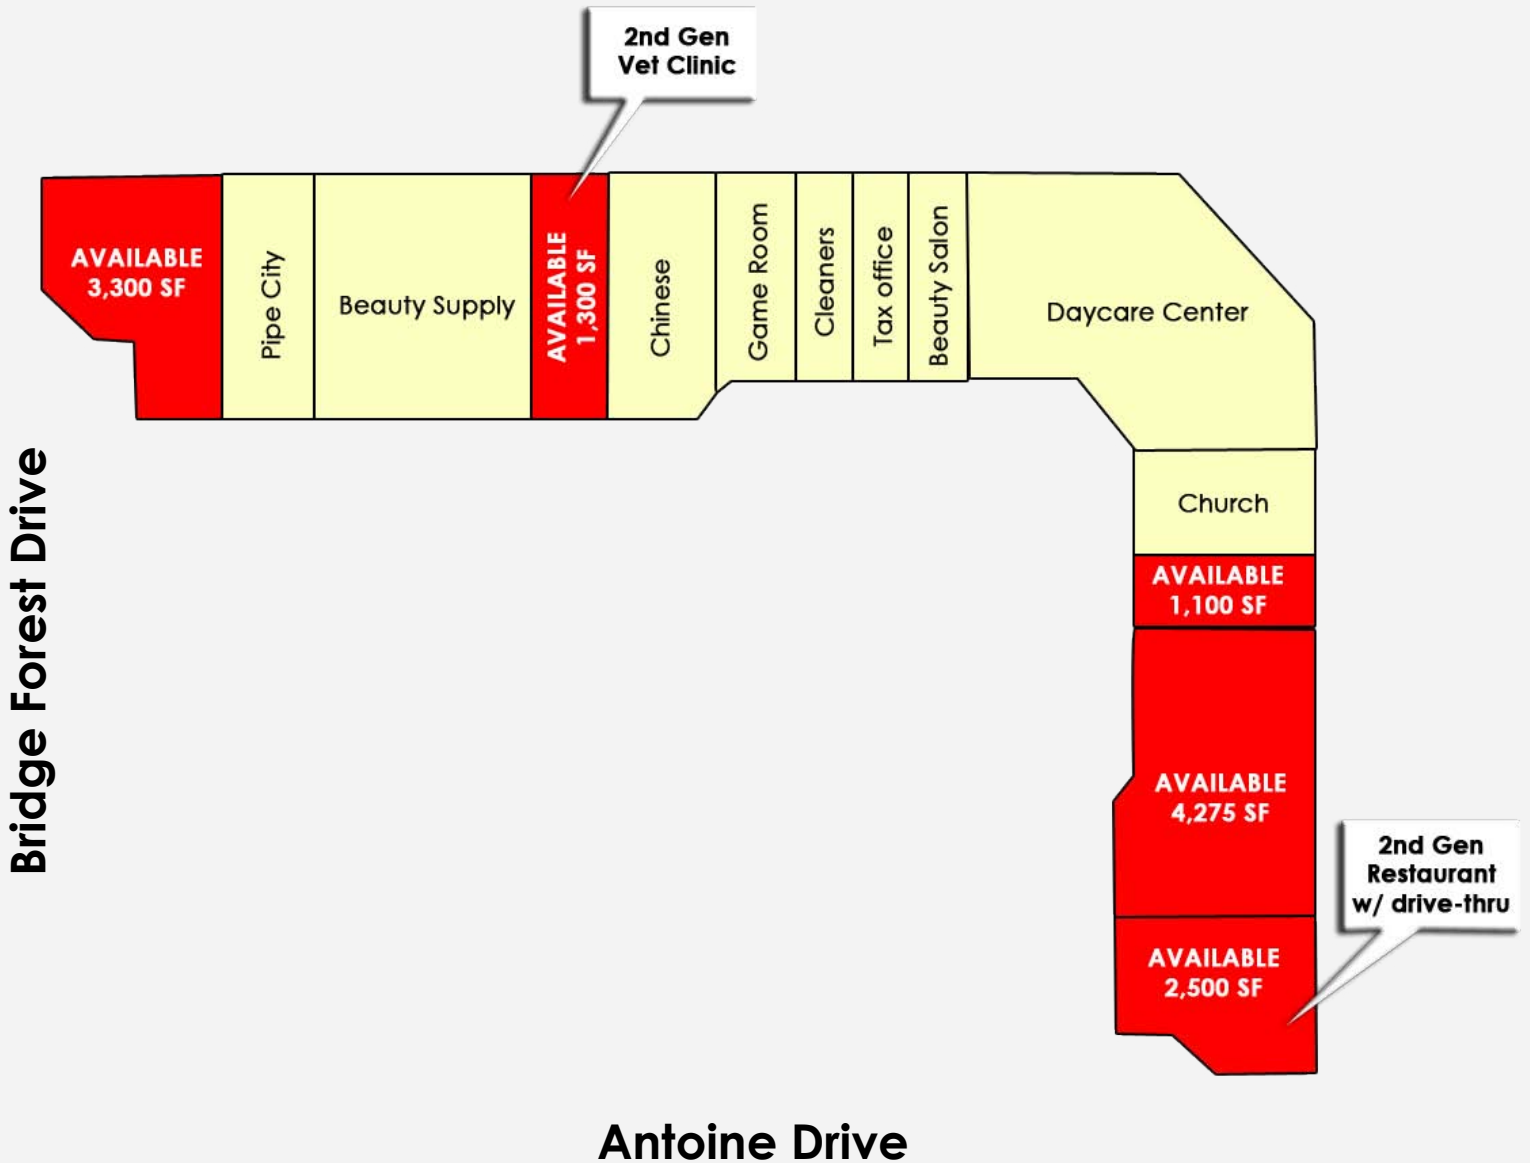 2nd Gen
Vet Clinic
AVAILABLE
3,300 SF
Pipe City
Beauty Supply
AVAILABLE
1,300 SF
Chinese
Game Room
Cleaners
Tax office
Beauty Salon
Daycare Center
Church
AVAILABLE
1,100 SF
AVAILABLE
4,275 SF
2nd Gen
Restaurant
w/ drive-thru
AVAILABLE
2,500 SF
Bridge Forest Drive
Antoine Drive